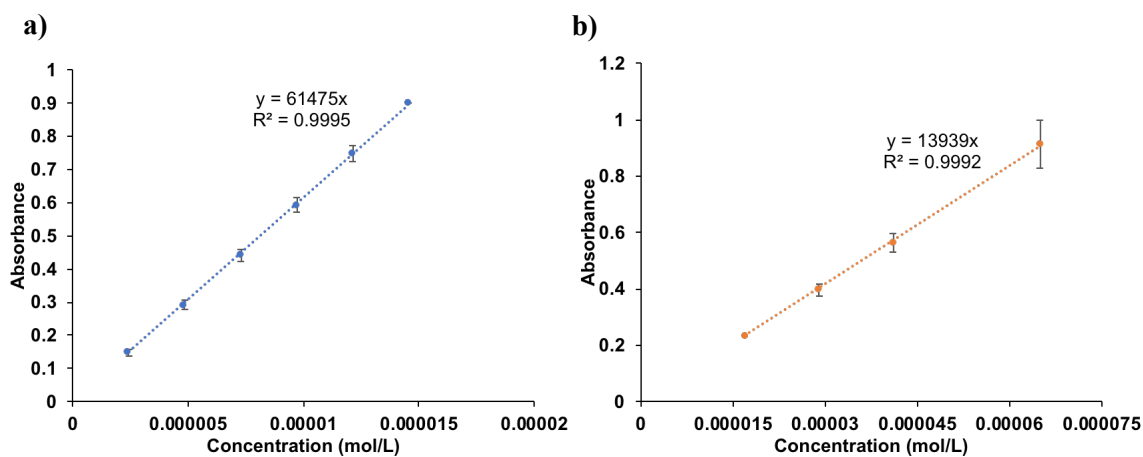 a)
1
0.9
0.8
0.7
0.6
0.5
0.4
0.3
0.2
0.1
0
Absorbance
y = 61475x
R² = 0.9995
0 0.000005 0.00001 0.000015 0.00002
Concentration (mol/L)
b)
1.2
1
0.8
0.6
0.4
0.2
0
Absorbance
y = 13939x
R² = 0.9992
0 0.000015 0.00003 0.000045 0.00006 0.000075
Concentration (mol/L)